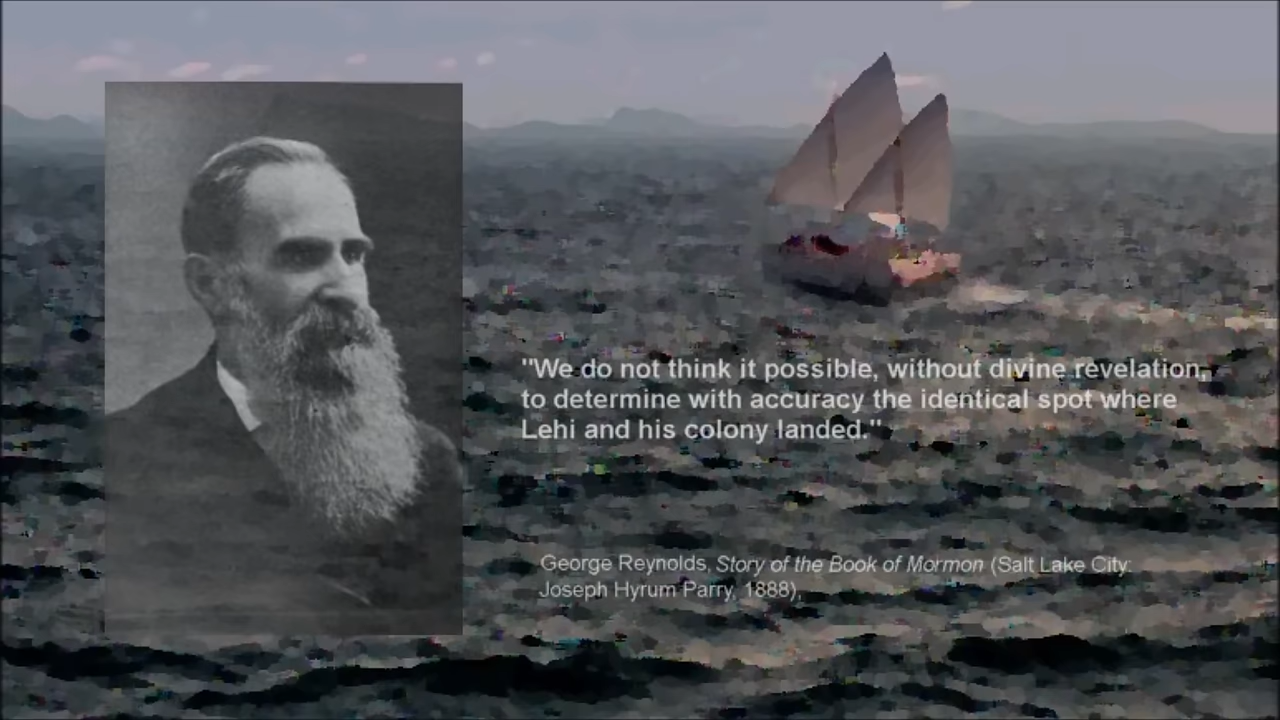 "We do not think it possible, without divine revelation,
to determine with accuracy the identical spot where
Lehi and his colony landed."
George Reynolds, Story of the Book of Mormon (Salt Lake City:
Joseph Hyrum Parry, 1888),